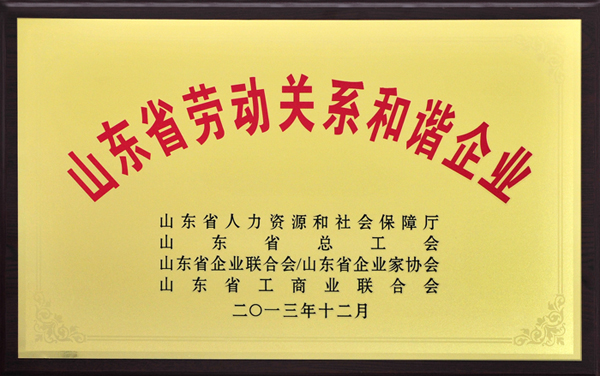 山东省劳动关系和谐企业
山东省人力资源和社会保障厅
山东省总工会
山东省企业联合会/山东省企业家协会
山东省工商业联合会
二〇一三年十二月